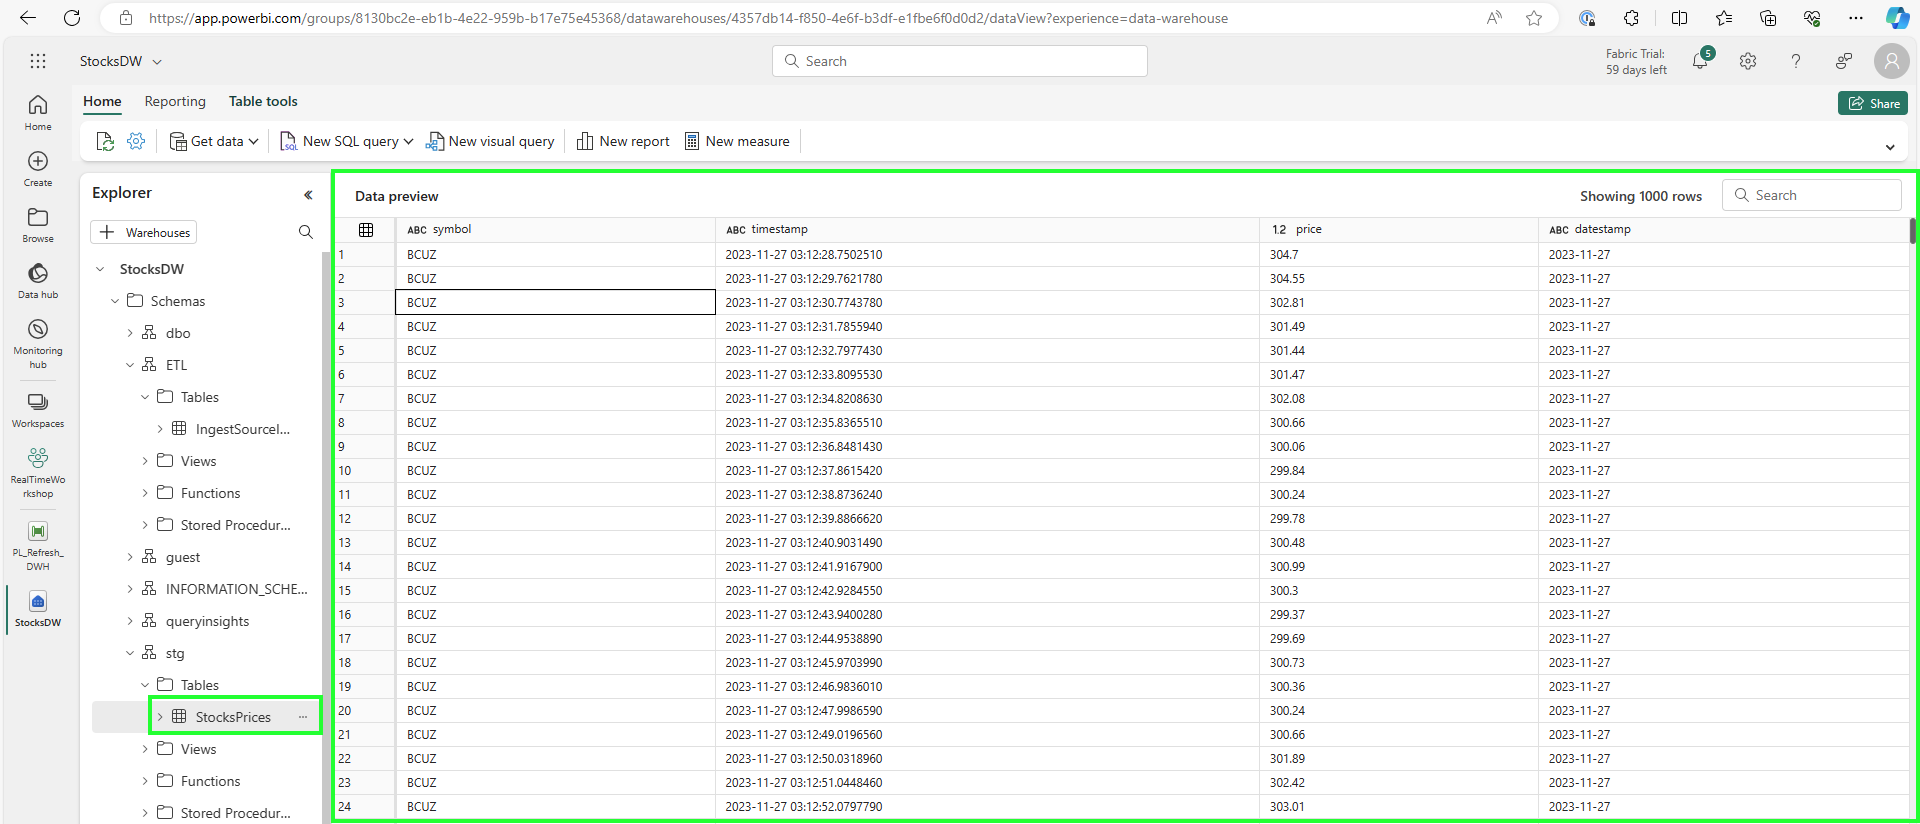 https://app.powerbi.com/groups/8130bc2e-eb1b-4e22-959b-b17e75e45368/datawarehouses/4357db14-f850-4e6f-b3df-e1fbe6f0d0d2/dataView?experience=data-warehouse
StocksDW
Search
Fabric Trial:
59 days left
5
Home Reporting Table tools
Share
Get data New SQL query New visual query New report New measure
Home
Create
Browse
Data hub
Monitoring
hub
Workspaces
RealTimeWo
rkshop
PL_Refresh_
DWH
StocksDW
Explorer
Warehouses
StocksDW
Schemas
dbo
ETL
Tables
IngestSourceI...
Views
Functions
Stored Procedur...
guest
INFORMATION_SCHE...
queryinsights
stg
Tables
StocksPrices ...
Views
Functions
Stored Procedur...
Data preview Showing 1000 rows Search
ABC symbol ABC timestamp 1.2 price ABC datestamp
1 BCUZ 2023-11-27 03:12:28.7502510 304.7 2023-11-27
2 BCUZ 2023-11-27 03:12:29.7621780 304.55 2023-11-27
3 BCUZ 2023-11-27 03:12:30.7743780 302.81 2023-11-27
4 BCUZ 2023-11-27 03:12:31.7855940 301.49 2023-11-27
5 BCUZ 2023-11-27 03:12:32.7977430 301.44 2023-11-27
6 BCUZ 2023-11-27 03:12:33.8095530 301.47 2023-11-27
7 BCUZ 2023-11-27 03:12:34.8208630 302.08 2023-11-27
8 BCUZ 2023-11-27 03:12:35.8365510 300.66 2023-11-27
9 BCUZ 2023-11-27 03:12:36.8481430 300.06 2023-11-27
10 BCUZ 2023-11-27 03:12:37.8615420 299.84 2023-11-27
11 BCUZ 2023-11-27 03:12:38.8736240 300.24 2023-11-27
12 BCUZ 2023-11-27 03:12:39.8866620 299.78 2023-11-27
13 BCUZ 2023-11-27 03:12:40.9031490 300.48 2023-11-27
14 BCUZ 2023-11-27 03:12:41.9167900 300.99 2023-11-27
15 BCUZ 2023-11-27 03:12:42.9284550 300.3 2023-11-27
16 BCUZ 2023-11-27 03:12:43.9400280 299.37 2023-11-27
17 BCUZ 2023-11-27 03:12:44.9538890 299.69 2023-11-27
18 BCUZ 2023-11-27 03:12:45.9703990 300.73 2023-11-27
19 BCUZ 2023-11-27 03:12:46.9836010 300.36 2023-11-27
20 BCUZ 2023-11-27 03:12:47.9986590 300.24 2023-11-27
21 BCUZ 2023-11-27 03:12:49.0196560 300.66 2023-11-27
22 BCUZ 2023-11-27 03:12:50.0318960 301.89 2023-11-27
23 BCUZ 2023-11-27 03:12:51.0448460 302.42 2023-11-27
24 BCUZ 2023-11-27 03:12:52.0797790 303.01 2023-11-27